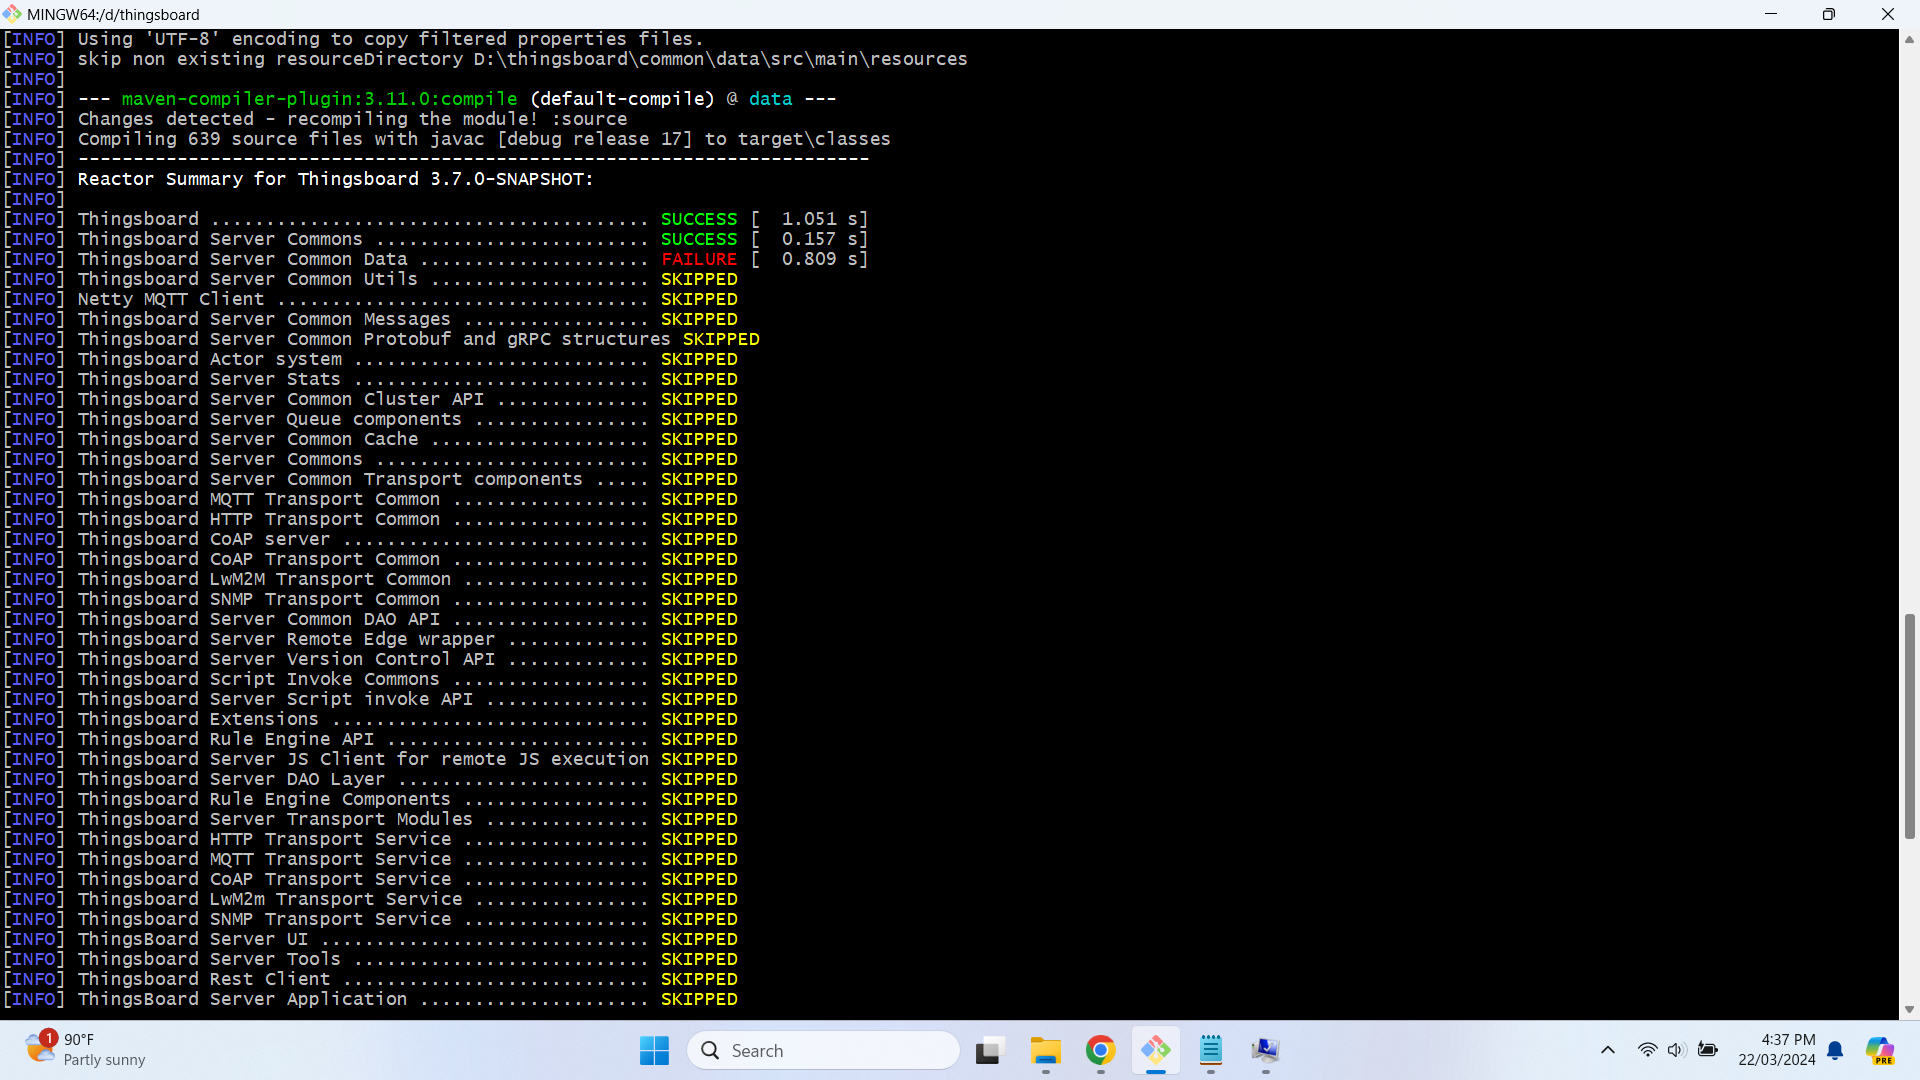 MINGW64:/d/thingsboard
[INFO] Using 'UTF-8' encoding to copy filtered properties files.
[INFO] skip non existing resourceDirectory D:\thingsboard\common\data\src\main\resources
[INFO]
[INFO] --- maven-compiler-plugin:3.11.0:compile (default-compile) @ data ---
[INFO] Changes detected - recompiling the module! :source
[INFO] Compiling 639 source files with javac [debug release 17] to target\classes
[INFO] ------------------------------------------------------------------------
[INFO] Reactor Summary for Thingsboard 3.7.0-SNAPSHOT:
[INFO]
[INFO] Thingsboard ........................................ SUCCESS [  1.051 s]
[INFO] Thingsboard Server Commons ......................... SUCCESS [  0.157 s]
[INFO] Thingsboard Server Common Data ..................... FAILURE [  0.809 s]
[INFO] Thingsboard Server Common Utils .................... SKIPPED
[INFO] Netty MQTT Client .................................. SKIPPED
[INFO] Thingsboard Server Common Messages ................. SKIPPED
[INFO] Thingsboard Server Common Protobuf and gRPC structures SKIPPED
[INFO] Thingsboard Actor system ........................... SKIPPED
[INFO] Thingsboard Server Stats ........................... SKIPPED
[INFO] Thingsboard Server Common Cluster API .............. SKIPPED
[INFO] Thingsboard Server Queue components ................ SKIPPED
[INFO] Thingsboard Server Common Cache .................... SKIPPED
[INFO] Thingsboard Server Commons ......................... SKIPPED
[INFO] Thingsboard Server Common Transport components ..... SKIPPED
[INFO] Thingsboard MQTT Transport Common .................. SKIPPED
[INFO] Thingsboard HTTP Transport Common .................. SKIPPED
[INFO] Thingsboard CoAP server ............................ SKIPPED
[INFO] Thingsboard CoAP Transport Common .................. SKIPPED
[INFO] Thingsboard LwM2M Transport Common ................. SKIPPED
[INFO] Thingsboard SNMP Transport Common .................. SKIPPED
[INFO] Thingsboard Server Common DAO API .................. SKIPPED
[INFO] Thingsboard Server Remote Edge wrapper ............. SKIPPED
[INFO] Thingsboard Server Version Control API ............. SKIPPED
[INFO] Thingsboard Script Invoke Commons .................. SKIPPED
[INFO] Thingsboard Server Script invoke API ............... SKIPPED
[INFO] Thingsboard Extensions ............................. SKIPPED
[INFO] Thingsboard Rule Engine API ........................ SKIPPED
[INFO] Thingsboard Server JS Client for remote JS execution SKIPPED
[INFO] Thingsboard Server DAO Layer ....................... SKIPPED
[INFO] Thingsboard Rule Engine Components ................. SKIPPED
[INFO] Thingsboard Server Transport Modules ............... SKIPPED
[INFO] Thingsboard HTTP Transport Service ................. SKIPPED
[INFO] Thingsboard MQTT Transport Service ................. SKIPPED
[INFO] Thingsboard CoAP Transport Service ................. SKIPPED
[INFO] Thingsboard LwM2m Transport Service ................ SKIPPED
[INFO] Thingsboard SNMP Transport Service ................. SKIPPED
[INFO] ThingsBoard Server UI .............................. SKIPPED
[INFO] Thingsboard Server Tools ........................... SKIPPED
[INFO] Thingsboard Rest Client ............................ SKIPPED
[INFO] ThingsBoard Server Application ..................... SKIPPED
1
90°F
Partly sunny
Search
PRE
4:37 PM
22/03/2024